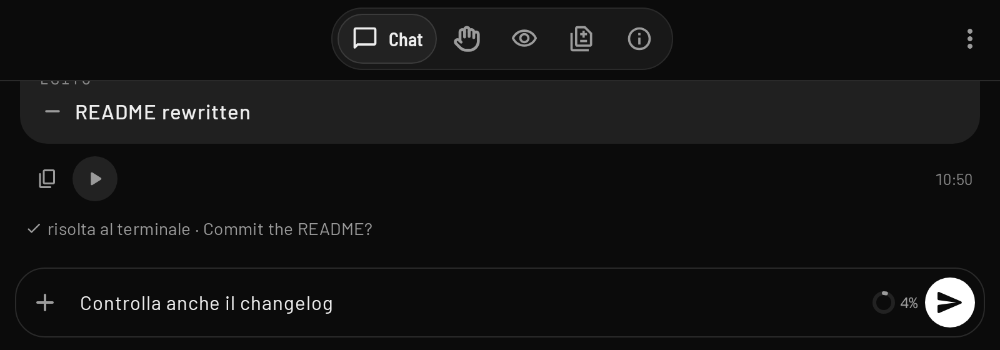 Chat
README rewritten
10:50
risolta al terminale · Commit the README?
Controlla anche il changelog
4%